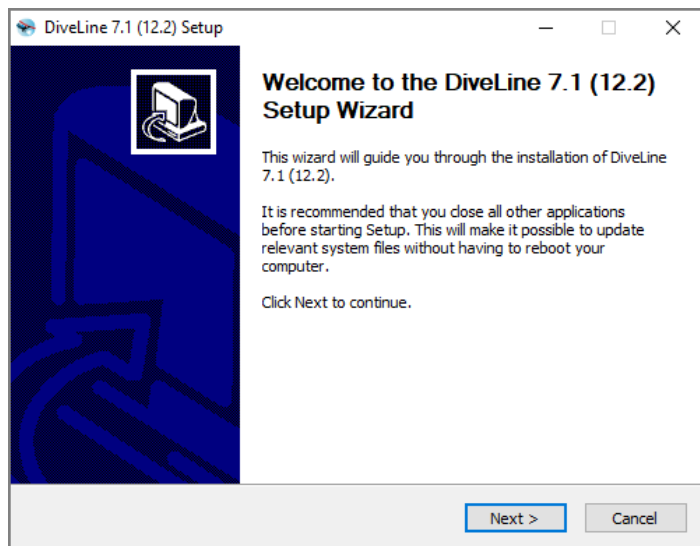 DiveLine 7.1 (12.2) Setup
Welcome to the DiveLine 7.1 (12.2)
Setup Wizard
This wizard will guide you through the installation of DiveLine
7.1 (12.2).
It is recommended that you close all other applications
before starting Setup. This will make it possible to update
relevant system files without having to reboot your
computer.
Click Next to continue.
Next >
Cancel